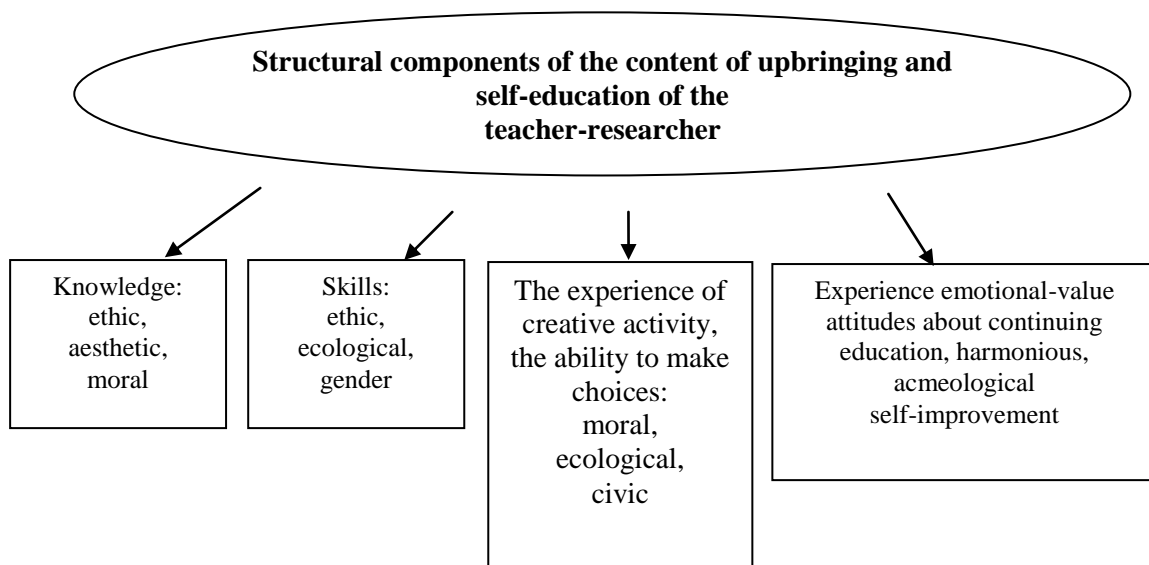 Structural components of the content of upbringing and
self-education of the
teacher-researcher
Knowledge:
ethic,
aesthetic,
moral
Skills:
ethic,
ecological,
gender
The experience of
creative activity,
the ability to make
choices:
moral,
ecological,
civic
Experience emotional-value
attitudes about continuing
education, harmonious,
acmeological
self-improvement